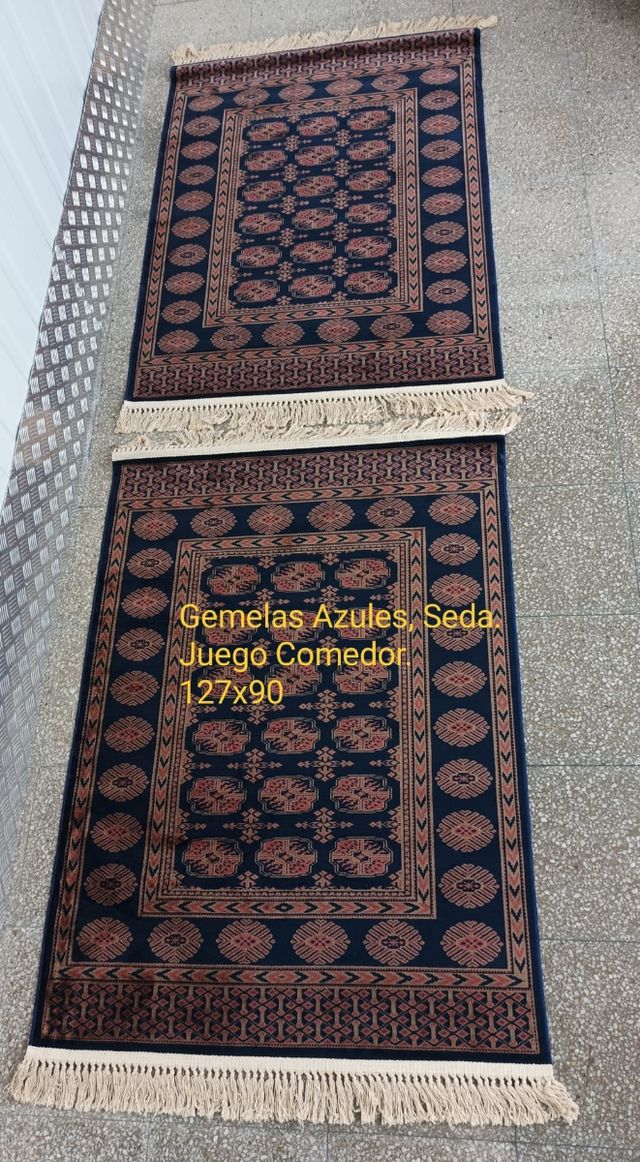 Gemelas Azules, Seda.
Juego Comedor.
127x90